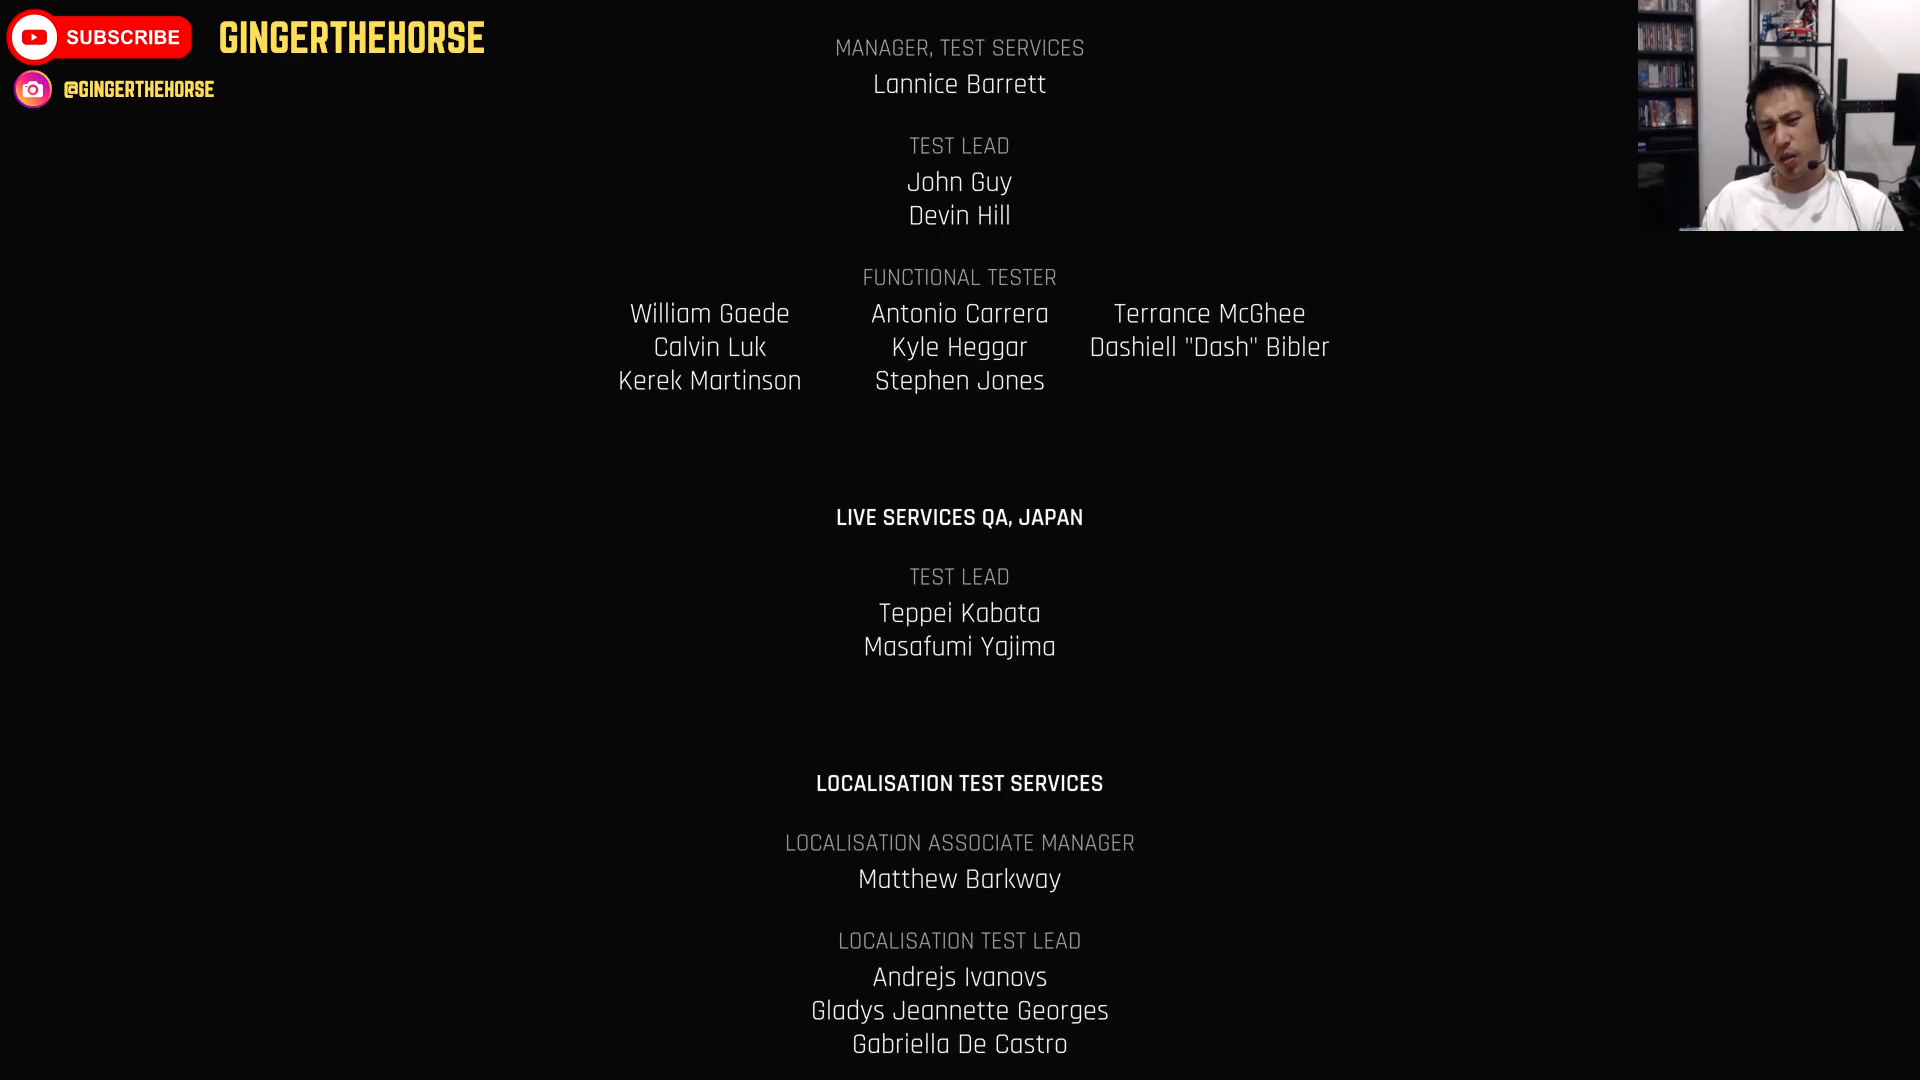 SUBSCRIBE
GINGERTHEHORSE
@GINGERTHEHORSE
MANAGER, TEST SERVICES
Lannice Barrett
TEST LEAD
John Guy
Devin Hill
FUNCTIONAL TESTER
William Gaede Antonio Carrera Terrance McGhee
Calvin Luk Kyle Heggar Dashiell "Dash" Bibler
Kerek Martinson Stephen Jones
LIVE SERVICES QA, JAPAN
TEST LEAD
Teppei Kabata
Masafumi Yajima
LOCALISATION TEST SERVICES
LOCALISATION ASSOCIATE MANAGER
Matthew Barkway
LOCALISATION TEST LEAD
Andrejs Ivanovs
Gladys Jeannette Georges
Gabriella De Castro